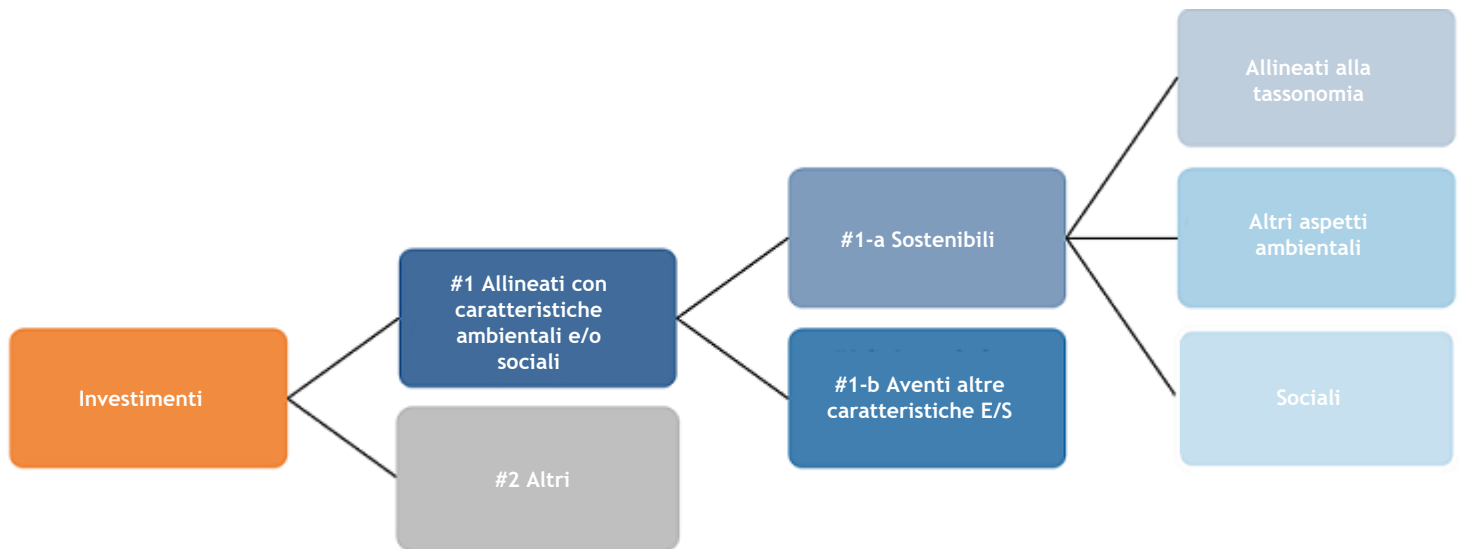 Investimenti
#1 Allineati con
caratteristiche
ambientali e/o
sociali
#2 Altri
#1-a Sostenibili
#1-b Aventi altre
caratteristiche E/S
Allineati alla
tassonomia
Altri aspetti
ambientali
Sociali